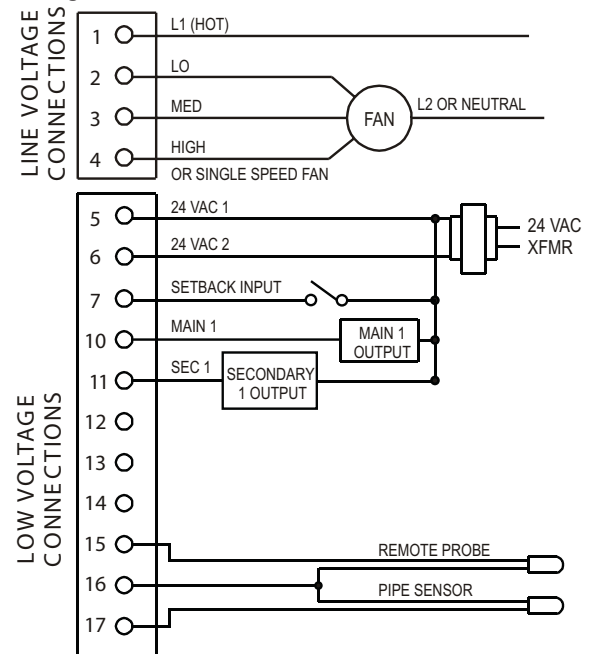 LINE VOLTAGE
CONNECTIONS
1
L1 (HOT)
2
LO
3
MED
FAN
L2 OR NEUTRAL
4
HIGH
OR SINGLE SPEED FAN
LOW VOLTAGE
CONNECTIONS
5
24 VAC 1
24 VAC
XFMR
6
24 VAC 2
7
SETBACK INPUT
10
MAIN 1
MAIN 1
OUTPUT
11
SEC 1
SECONDARY
1 OUTPUT
12
13
14
15
REMOTE PROBE
16
PIPE SENSOR
17